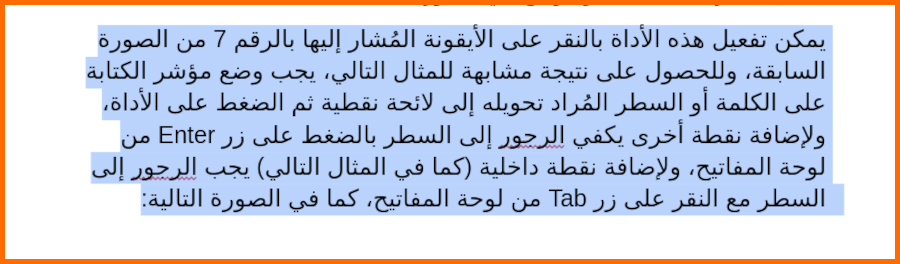 يمكن تفعيل هذه الأداة بالنقر على الأيقونة المُشار إليها بالرقم 7 من الصورة
السابقة، وللحصول على نتيجة مشابهة للمثال التالي، يجب وضع مؤشر الكتابة
على الكلمة أو السطر المُراد تحويله إلى لائحة نقطية ثم الضغط على الأداة،
ولإضافة نقطة أخرى يكفي الرجور إلى السطر بالضغط على زر Enter من
لوحة المفاتيح، ولإضافة نقطة داخلية (كما في المثال التالي) يجب الرجور إلى
السطر مع النقر على زر Tab من لوحة المفاتيح، كما في الصورة التالية: